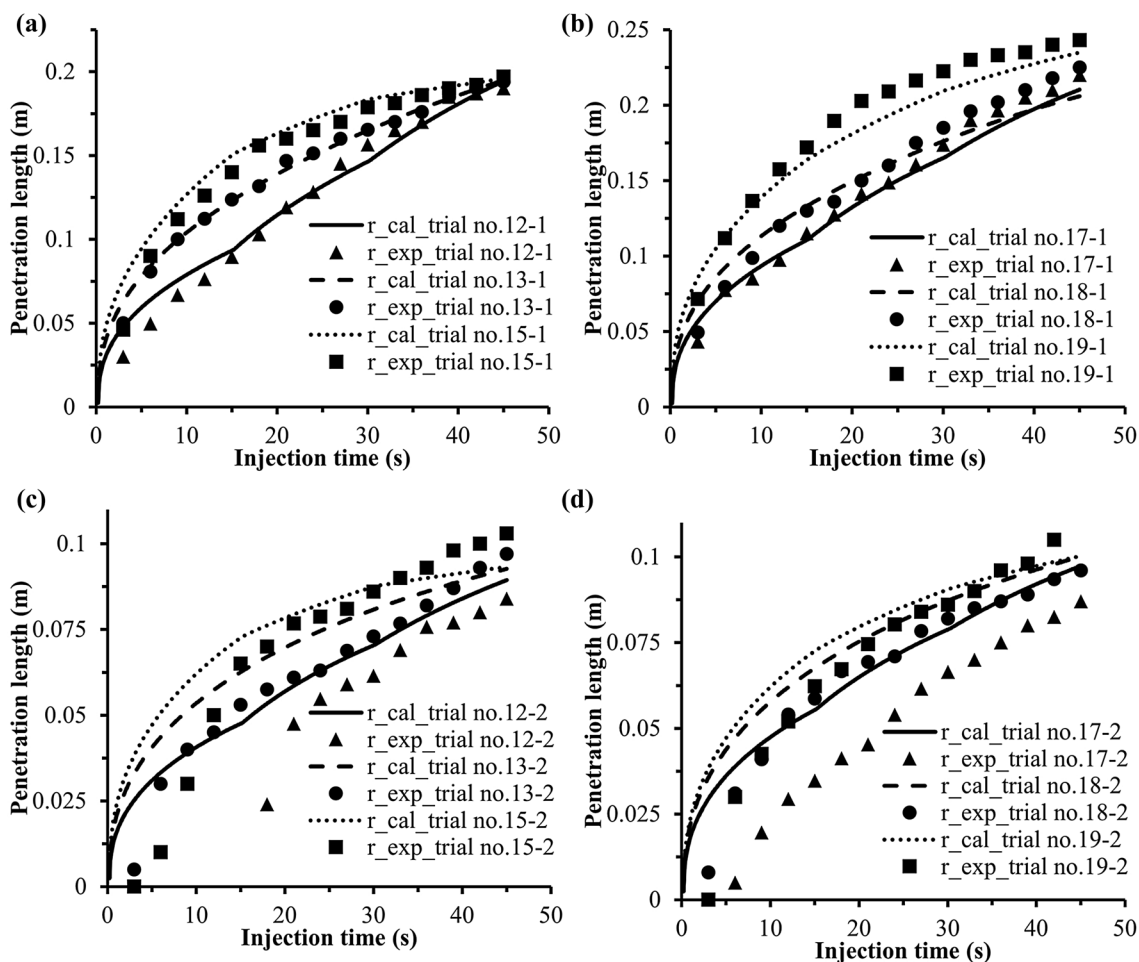 (a)
Penetration length (m)
0.2
0.15
0.1
0.05
0
r_cal_trial no.12-1
r_exp_trial no.12-1
r_cal_trial no.13-1
r_exp_trial no.13-1
r_cal_trial no.15-1
r_exp_trial no.15-1
0 10 20 30 40 50
Injection time (s)
(b)
Penetration length (m)
0.25
0.2
0.15
0.1
0.05
0
r_cal_trial no.17-1
r_exp_trial no.17-1
r_cal_trial no.18-1
r_exp_trial no.18-1
r_cal_trial no.19-1
r_exp_trial no.19-1
0 10 20 30 40 50
Injection time (s)
(c)
Penetration length (m)
0.1
0.075
0.05
0.025
0
r_cal_trial no.12-2
r_exp_trial no.12-2
r_cal_trial no.13-2
r_exp_trial no.13-2
r_cal_trial no.15-2
r_exp_trial no.15-2
0 10 20 30 40 50
Injection time (s)
(d)
Penetration length (m)
0.1
0.075
0.05
0.025
0
r_cal_trial no.17-2
r_exp_trial no.17-2
r_cal_trial no.18-2
r_exp_trial no.18-2
r_cal_trial no.19-2
r_exp_trial no.19-2
0 10 20 30 40 50
Injection time (s)